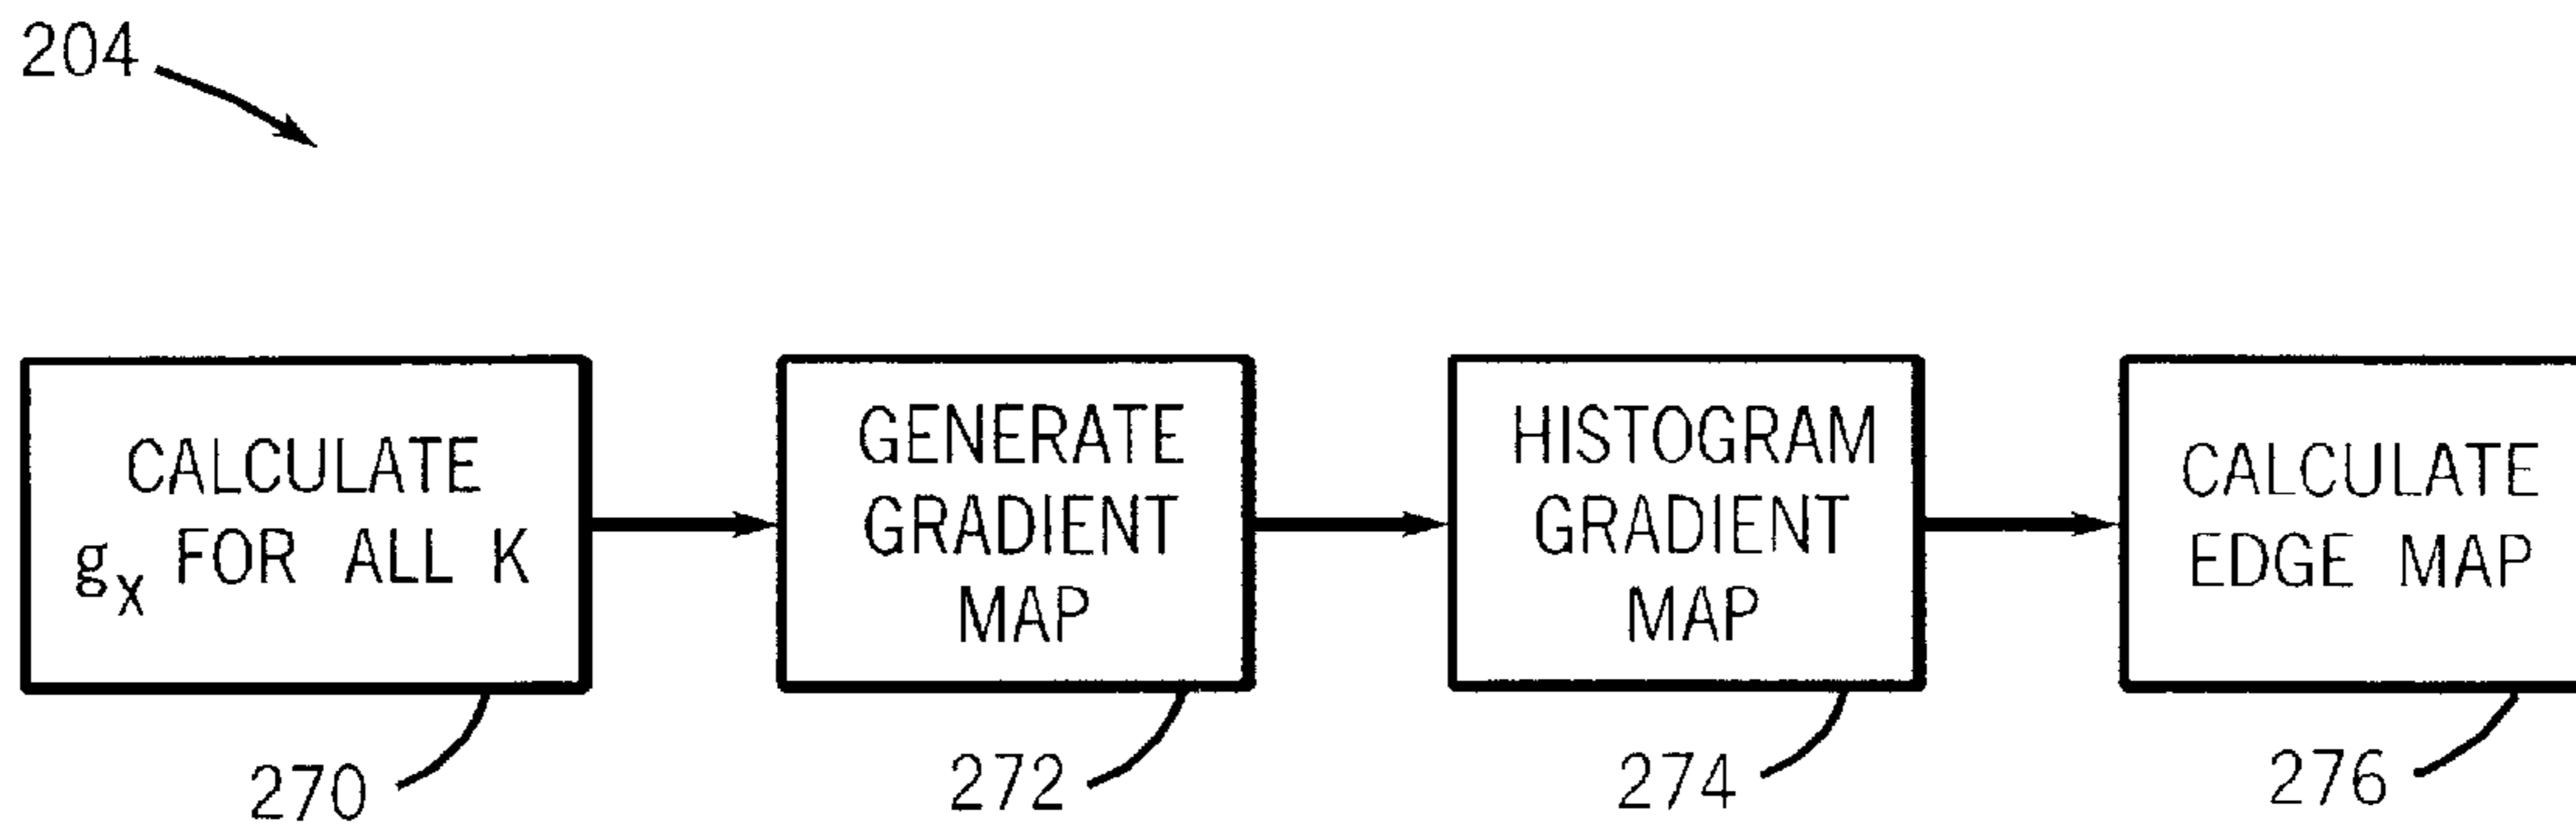 204
CALCULATE
gx FOR ALL K
GENERATE
GRADIENT
MAP
HISTOGRAM
GRADIENT
MAP
CALCULATE
EDGE MAP
270
272
274
276